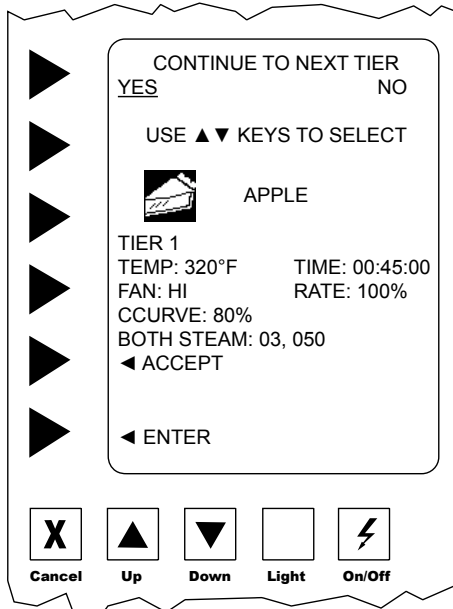 CONTINUE TO NEXT TIER
YES NO
USE ▲▼ KEYS TO SELECT
APPLE
TIER 1
TEMP: 320°F TIME: 00:45:00
FAN: HI RATE: 100%
CCURVE: 80%
BOTH STEAM: 03, 050
◄ ACCEPT
◄ ENTER
X
Cancel Up Down Light On/Off